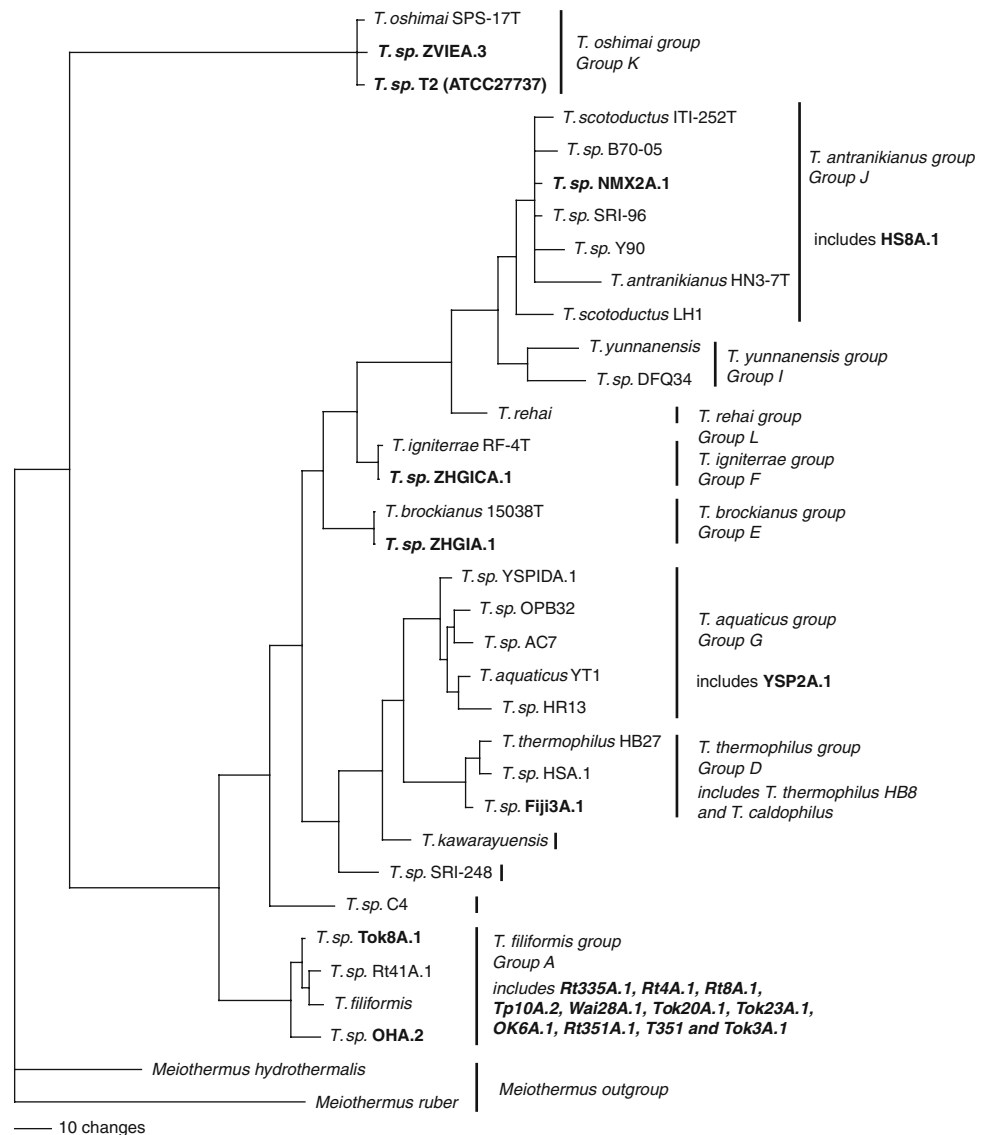 T. oshimai SPS-17T
T. sp. ZVIEA.3
T. sp. T2 (ATCC27737)
T. oshimai group
Group K
T. scotoductus ITI-252T
T. sp. B70-05
T. sp. NMX2A.1
T. sp. SRI-96
T. sp. Y90
T. antranikianus HN3-7T
T. scotoductus LH1
T. antranikianus group
Group J
includes HS8A.1
T. yunnanensis
T. sp. DFQ34
T. yunnanensis group
Group I
T. rehai
T. rehai group
Group L
T. igniterrae RF-4T
T. sp. ZHGICA.1
T. igniterrae group
Group F
T. brockianus 15038T
T. sp. ZHGIA.1
T. brockianus group
Group E
T. sp. YSPIDA.1
T. sp. OPB32
T. sp. AC7
T. aquaticus YT1
T. sp. HR13
T. aquaticus group
Group G
includes YSP2A.1
T. thermophilus HB27
T. sp. HSA.1
T. sp. Fiji3A.1
T. thermophilus group
Group D
includes T. thermophilus HB8
and T. caldophilus
T. kawarayuensis
T. sp. SRI-248
T. sp. C4
T. sp. Tok8A.1
T. sp. Rt41A.1
T. filiformis
T. sp. OHA.2
T. filiformis group
Group A
includes Rt335A.1, Rt4A.1, Rt8A.1,
Tp10A.2, Wai28A.1, Tok20A.1, Tok23A.1,
OK6A.1, Rt351A.1, T351 and Tok3A.1
Meiothermus hydrothermalis
Meiothermus ruber
Meiothermus outgroup
10 changes